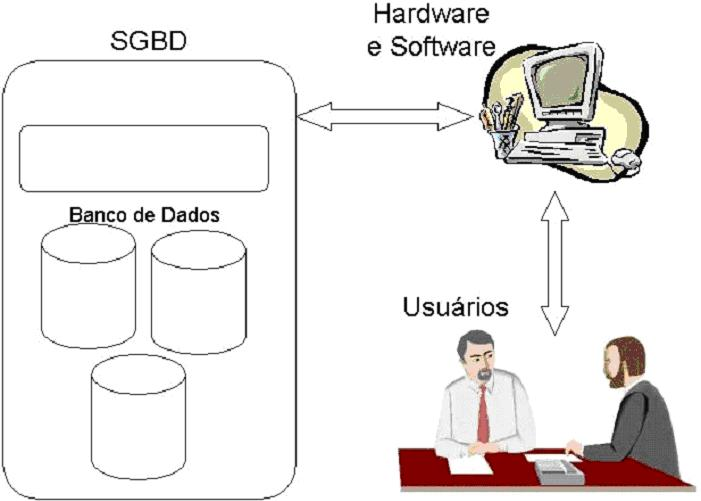 SGBD
Hardware
e Software
Banco de Dados
Usuários